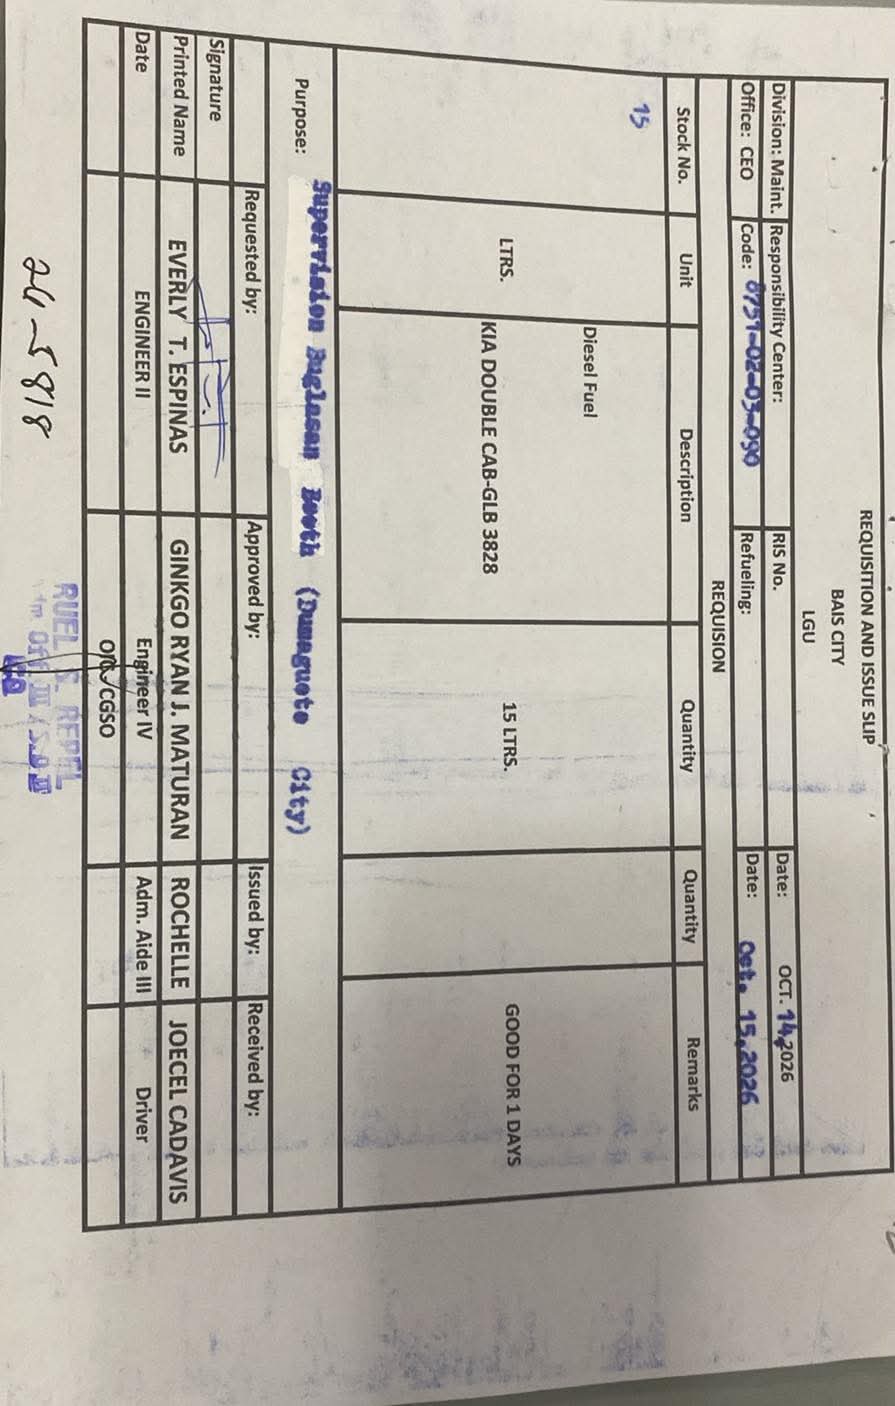 REQUISITION AND ISSUE SLIP
BAIS CITY
LGU
Division: Maint. Responsibility Center: RIS No. Date: OCT. 14,2026
Office: CEO Code: 8751-02-03-090 Refueling: Date: Oct. 15,2026
REQUISION
Stock No. Unit Description Quantity Quantity Remarks
15
Diesel Fuel
LTRS. KIA DOUBLE CAB-GLB 3828 15 LTRS. GOOD FOR 1 DAYS
Purpose: Supervision Buglasan Booth (Dumaguete City)
Requested by: Approved by: Issued by: Received by:
Signature
Printed Name EVERLY T. ESPINAS GINKGO RYAN J. MATURAN ROCHELLE JOECEL CADAVIS
Date ENGINEER II Engineer IV Adm. Aide III Driver
CGSO
RUEL S. REPEL
24-5818